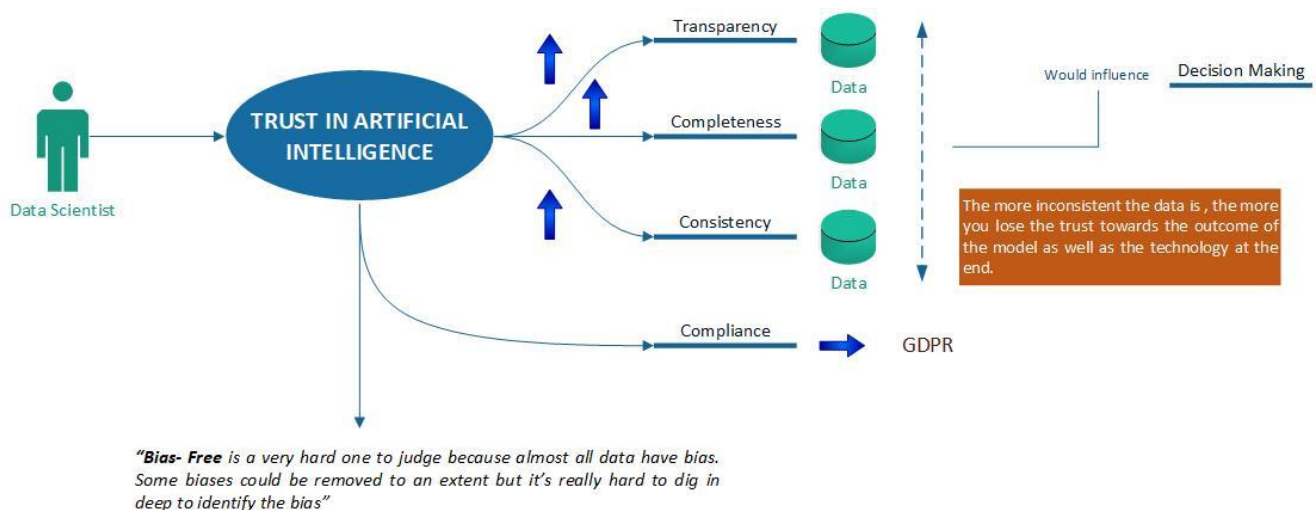 Transparency
Data
Would influence
Decision Making
TRUST IN ARTIFICIAL
INTELLIGENCE
Completeness
Data
Data Scientist
The more inconsistent the data is , the more
you lose the trust towards the outcome of
the model as well as the technology at the
end.
Consistency
Data
Compliance
GDPR
“Bias- Free is a very hard one to judge because almost all data have bias.
Some biases could be removed to an extent but it’s really hard to dig in
deep to identify the bias”